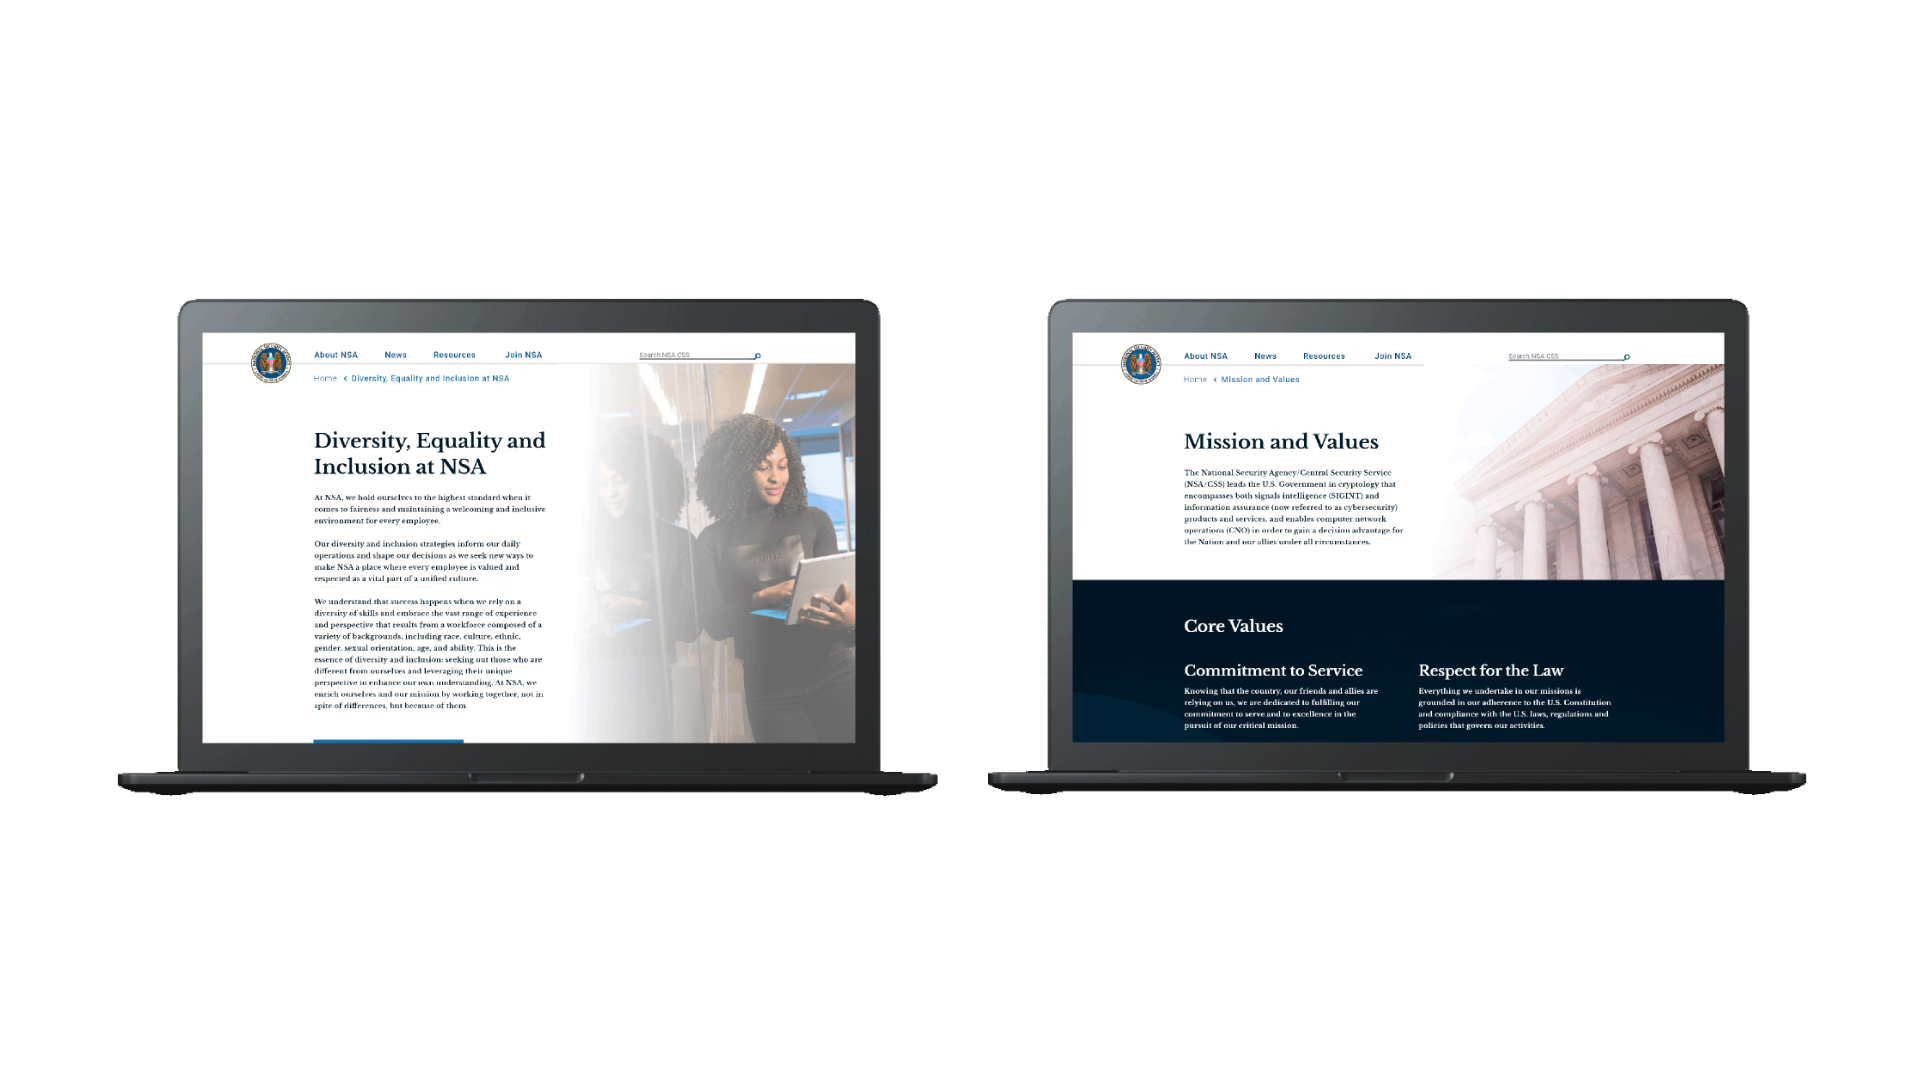 About NSA News Resources Join NSA Search NSA CSS
Home < Diversity, Equality and Inclusion at NSA
Diversity, Equality and
Inclusion at NSA
At NSA, we hold ourselves to the highest standard when it
comes to fairness and maintaining a welcoming and inclusive
environment for every employee.
Our diversity and inclusion strategies inform our daily
operations and shape our decisions as we seek new ways to
make NSA a place where every employee is valued and
respected as a vital part of a unified culture.
We understand that success happens when we rely on a
diversity of skills and embrace the vast range of experience
and perspective that results from a workforce composed of a
variety of backgrounds, including race, culture, ethnic,
gender, sexual orientation, age, and ability. This is the
essence of diversity and inclusion: seeking out those who are
different from ourselves and leveraging their unique
perspective to enhance our own understanding. At NSA, we
enrich ourselves and our mission by working together, not in
spite of differences, but because of them.
About NSA News Resources Join NSA Search NSA CSS
Home < Mission and Values
Mission and Values
The National Security Agency/Central Security Service
(NSA/CSS) leads the U.S. Government in cryptology that
encompasses both signals intelligence (SIGINT) and
information assurance (now referred to as cybersecurity)
products and services, and enables computer network
operations (CNO) in order to gain a decision advantage for
the Nation and our allies under all circumstances.
Core Values
Commitment to Service
Knowing that the country, our friends and allies are
relying on us, we are dedicated to fulfilling our
commitment to serve and to excellence in the
pursuit of our critical mission.
Respect for the Law
Everything we undertake in our missions is
grounded in our adherence to the U.S. Constitution
and compliance with the U.S. laws, regulations and
policies that govern our activities.